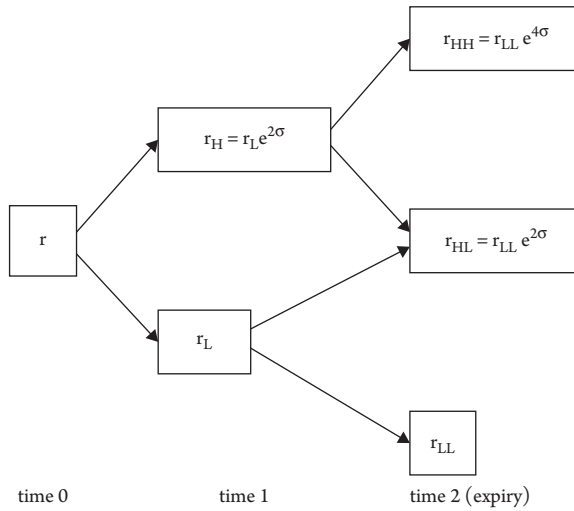 r_HH = r_LL e^4σ
r_H = r_L e^2σ
r
r_HL = r_LL e^2σ
r_L
r_LL
time 0 time 1 time 2 (expiry)